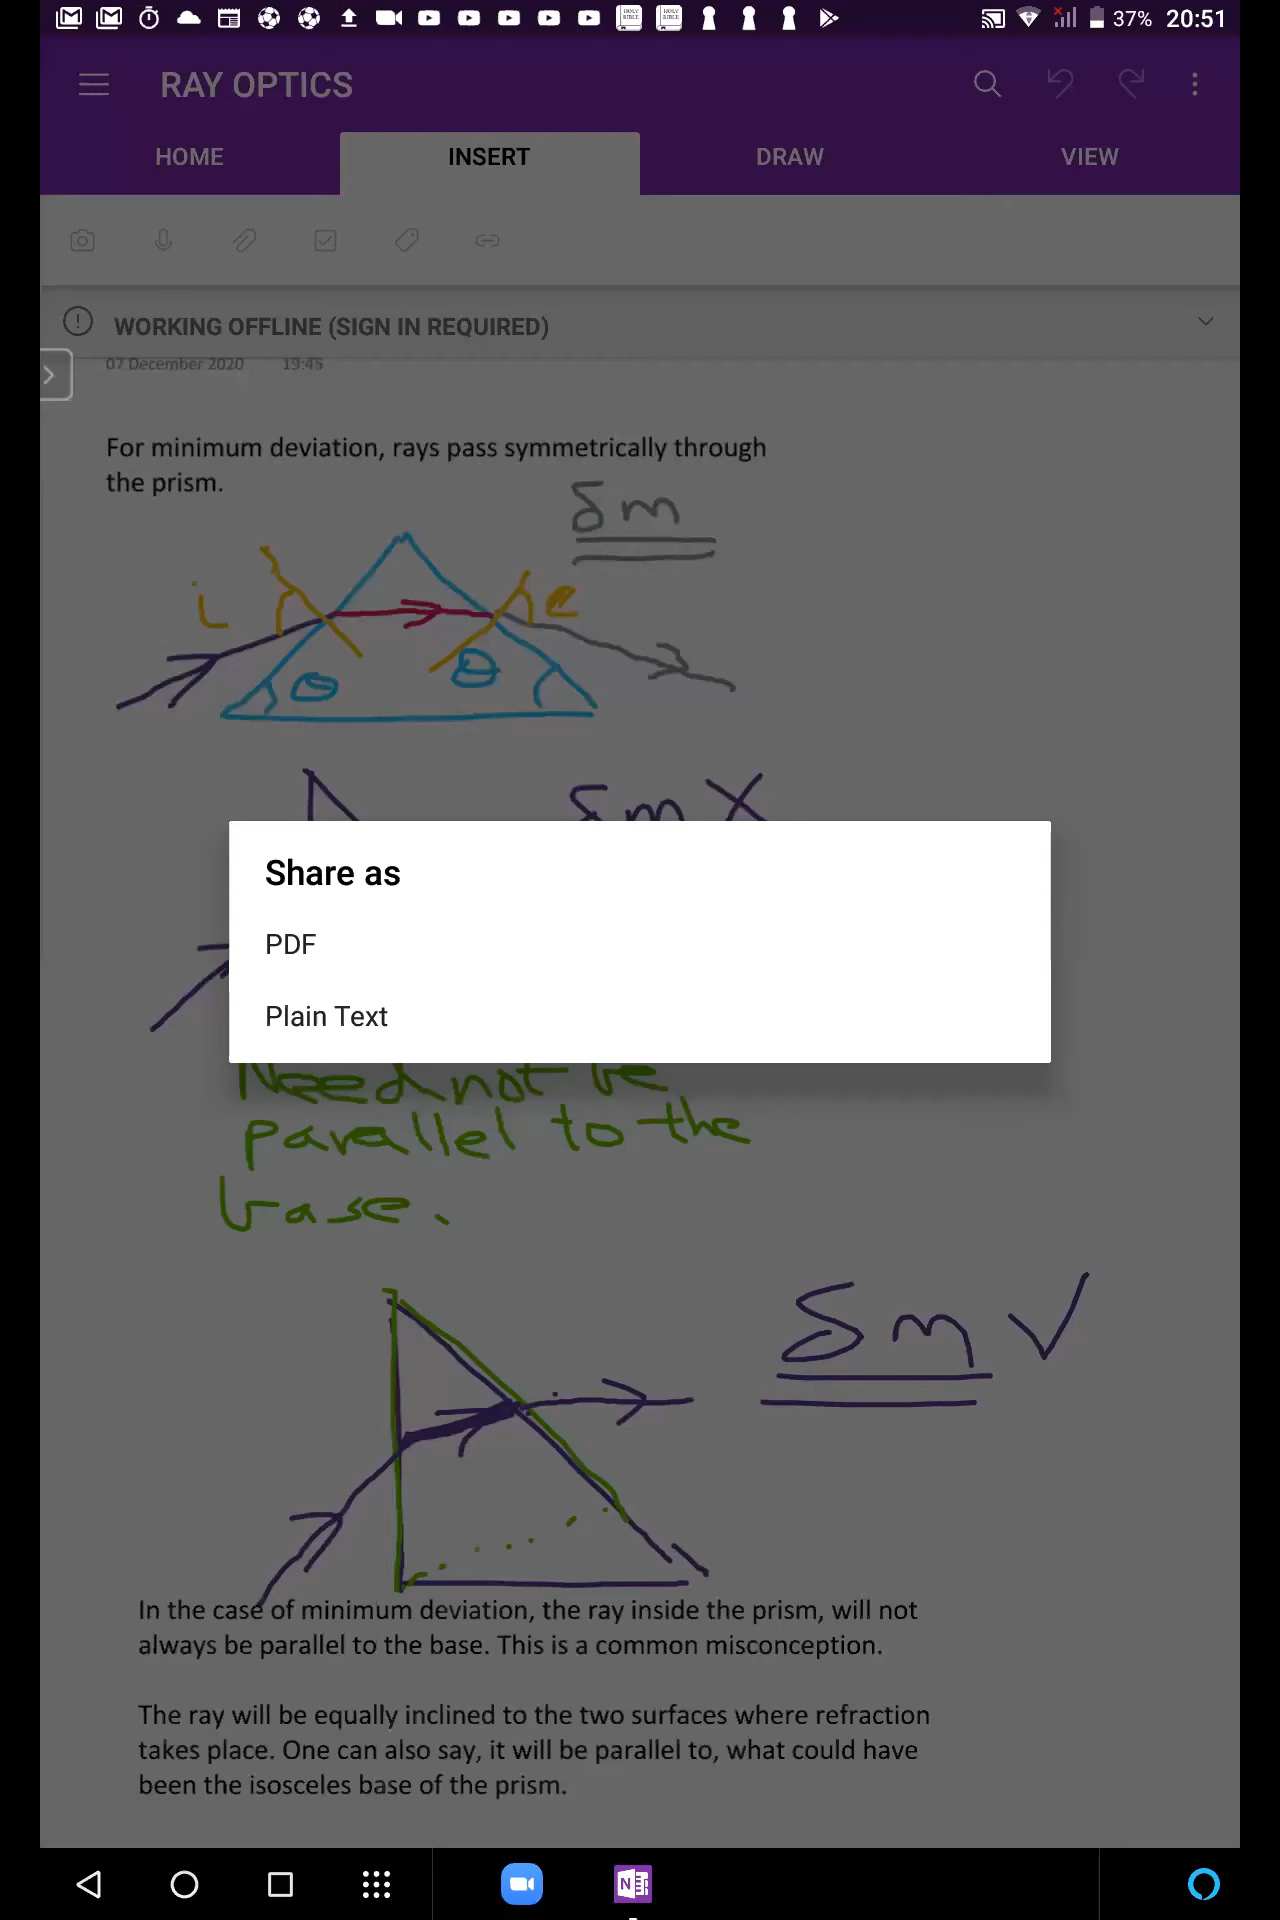 37% 20:51
RAY OPTICS
HOME INSERT DRAW VIEW
WORKING OFFLINE (SIGN IN REQUIRED)
07 December 2020 19:45
For minimum deviation, rays pass symmetrically through
the prism.
δm
i e
θ θ
δm X
Share as
PDF
Plain Text
Need not be
parallel to the
base.
δm √
In the case of minimum deviation, the ray inside the prism, will not
always be parallel to the base. This is a common misconception.
The ray will be equally inclined to the two surfaces where refraction
takes place. One can also say, it will be parallel to, what could have
been the isosceles base of the prism.